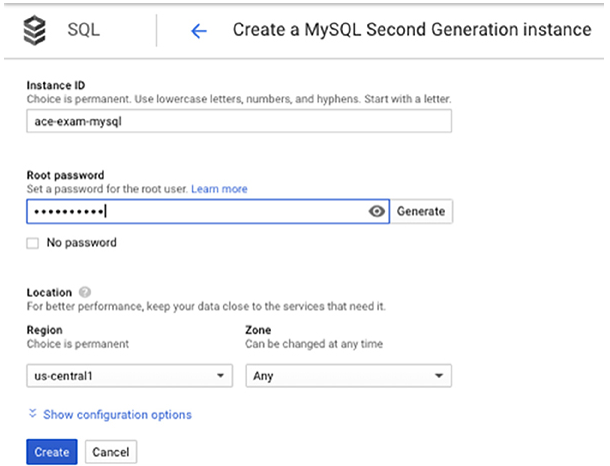 SQL
Create a MySQL Second Generation instance
Instance ID
Choice is permanent. Use lowercase letters, numbers, and hyphens. Start with a letter.
ace-exam-mysql
Root password
Set a password for the root user. Learn more
••••••••••
Generate
No password
Location
For better performance, keep your data close to the services that need it.
Region Zone
Choice is permanent Can be changed at any time
us-central1 Any
Show configuration options
Create Cancel